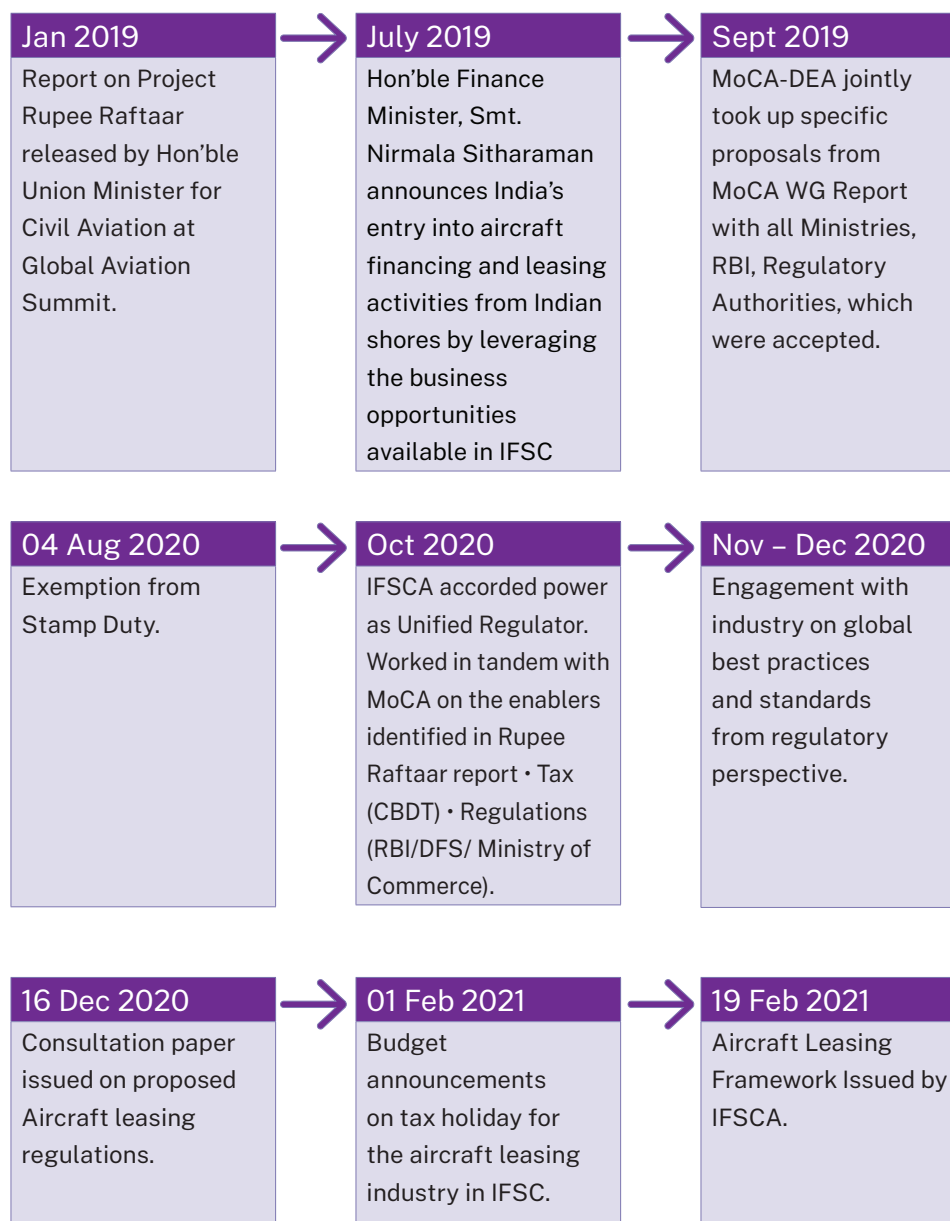 Jan 2019
Report on Project
Rupee Raftaar
released by Hon’ble
Union Minister for
Civil Aviation at
Global Aviation
Summit.
July 2019
Hon’ble Finance
Minister, Smt.
Nirmala Sitharaman
announces India’s
entry into aircraft
financing and leasing
activities from Indian
shores by leveraging
the business
opportunities
available in IFSC
Sept 2019
MoCA-DEA jointly
took up specific
proposals from
MoCA WG Report
with all Ministries,
RBI, Regulatory
Authorities, which
were accepted.
04 Aug 2020
Exemption from
Stamp Duty.
Oct 2020
IFSCA accorded power
as Unified Regulator.
Worked in tandem with
MoCA on the enablers
identified in Rupee
Raftaar report • Tax
(CBDT) • Regulations
(RBI/DFS/ Ministry of
Commerce).
Nov – Dec 2020
Engagement with
industry on global
best practices
and standards
from regulatory
perspective.
16 Dec 2020
Consultation paper
issued on proposed
Aircraft leasing
regulations.
01 Feb 2021
Budget
announcements
on tax holiday for
the aircraft leasing
industry in IFSC.
19 Feb 2021
Aircraft Leasing
Framework Issued by
IFSCA.